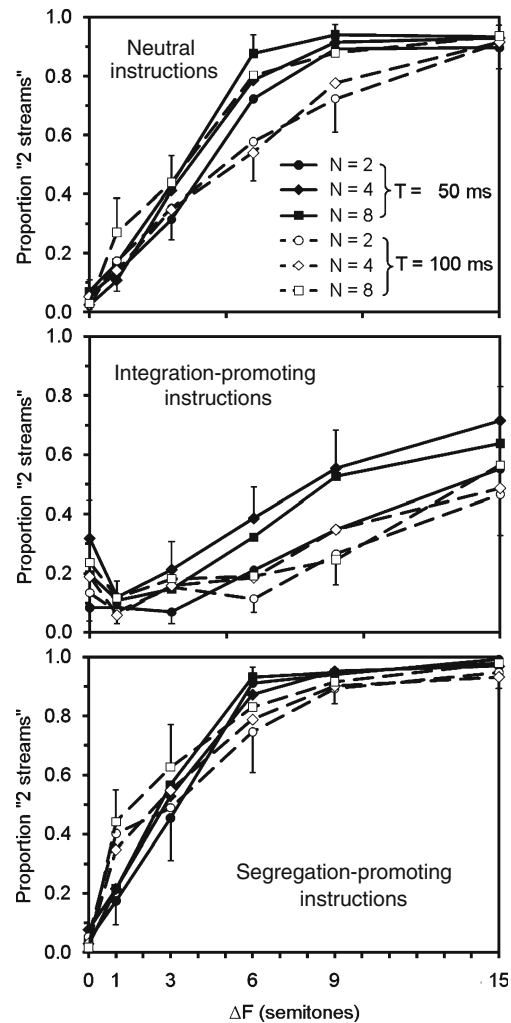 1.0
Neutral
instructions
0.8
0.6
0.4
0.2
0.0
Proportion "2 streams"
N = 2
N = 4
N = 8
T = 50 ms
N = 2
N = 4
N = 8
T = 100 ms
1.0
Integration-promoting
instructions
0.8
0.6
0.4
0.2
0.0
Proportion "2 streams"
1.0
0.8
0.6
0.4
0.2
0.0
Proportion "2 streams"
Segregation-promoting
instructions
0 1 3 6 9 15
ΔF (semitones)